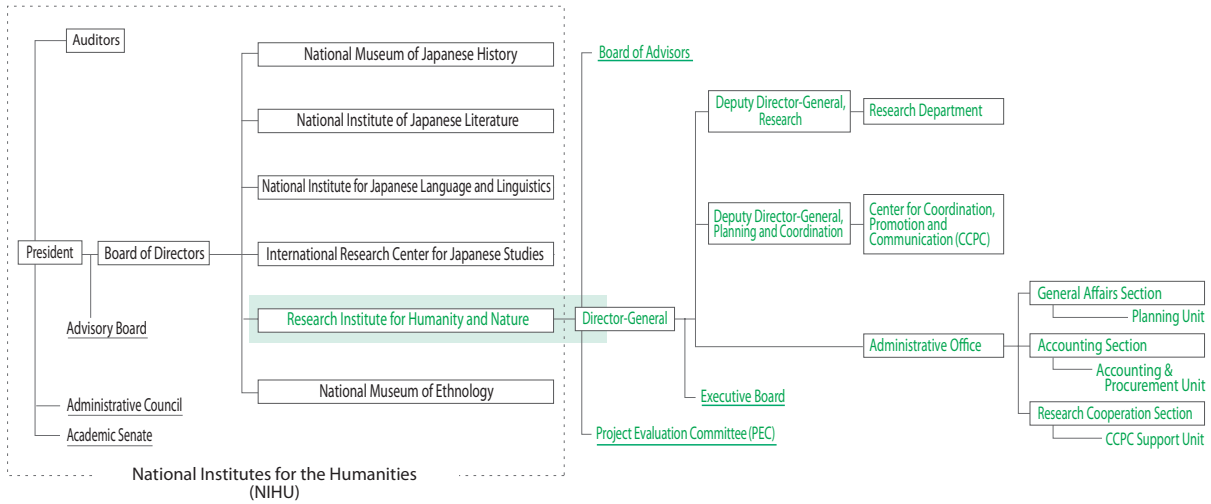 Auditors
President
Board of Directors
Advisory Board
Administrative Council
Academic Senate
National Museum of Japanese History
National Institute of Japanese Literature
National Institute for Japanese Language and Linguistics
International Research Center for Japanese Studies
Research Institute for Humanity and Nature
National Museum of Ethnology
National Institutes for the Humanities
(NIHU)
Board of Advisors
Director-General
Executive Board
Project Evaluation Committee (PEC)
Deputy Director-General,
Research
Research Department
Deputy Director-General,
Planning and Coordination
Center for Coordination,
Promotion and
Communication (CCPC)
Administrative Office
General Affairs Section
Planning Unit
Accounting Section
Accounting &
Procurement Unit
Research Cooperation Section
CCPC Support Unit